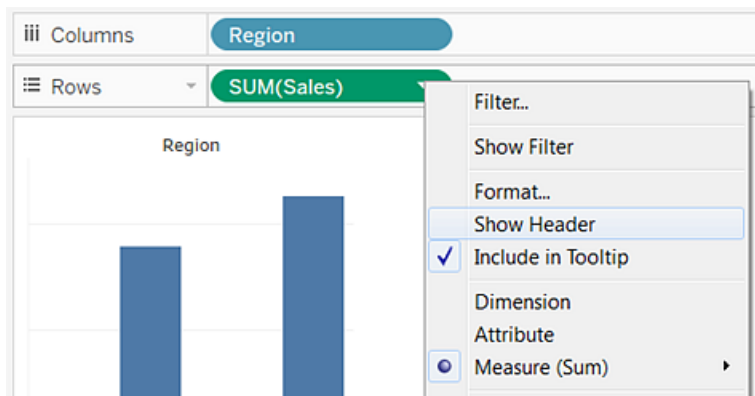 Columns
Region
Rows
SUM(Sales)
Region
Filter...
Show Filter
Format...
Show Header
Include in Tooltip
Dimension
Attribute
Measure (Sum)